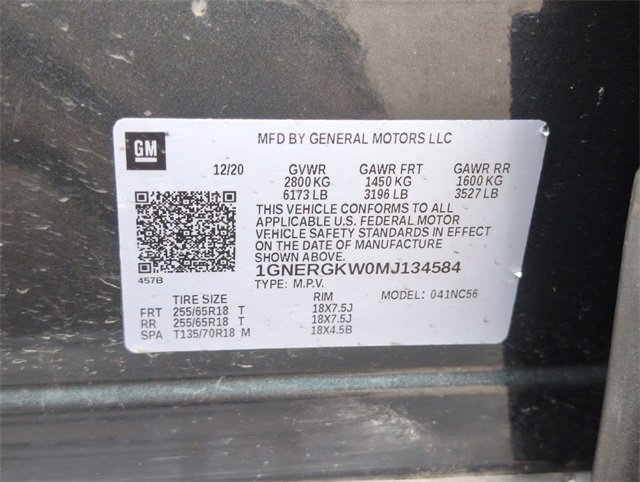 GM
MFD BY GENERAL MOTORS LLC
12/20 GVWR GAWR FRT GAWR RR
2800 KG 1450 KG 1600 KG
6173 LB 3196 LB 3527 LB
THIS VEHICLE CONFORMS TO ALL
APPLICABLE U.S. FEDERAL MOTOR
VEHICLE SAFETY STANDARDS IN EFFECT
ON THE DATE OF MANUFACTURE
SHOWN ABOVE.
1GNERGKW0MJ134584
457B
TYPE: M.P.V. MODEL: 041NC56
TIRE SIZE RIM
FRT 255/65R18 T 18X7.5J
RR 255/65R18 T 18X7.5J
SPA T135/70R18 M 18X4.5B